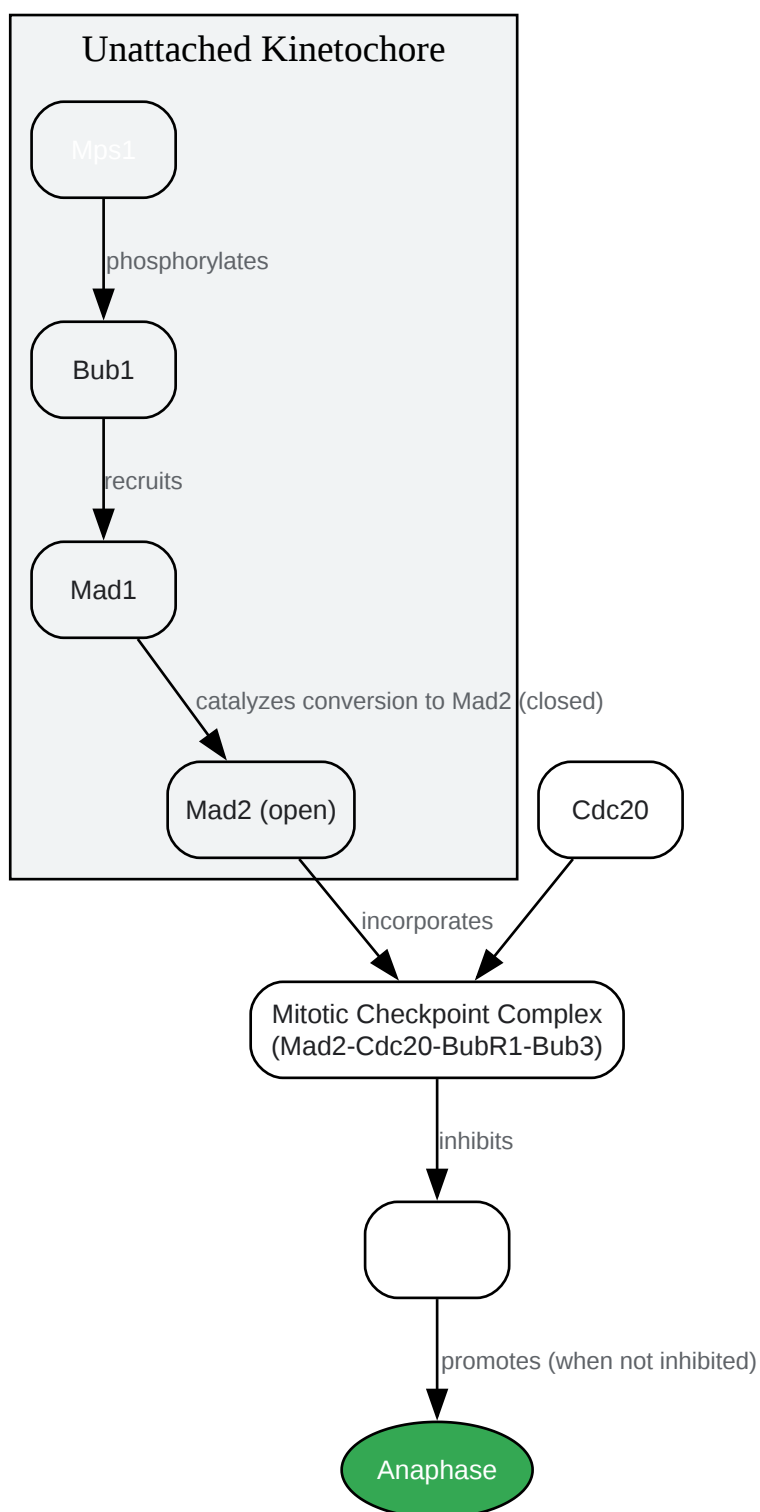 Unattached Kinetochore
Mps1
phosphorylates
Bub1
recruits
Mad1
catalyzes conversion to Mad2 (closed)
Mad2 (open)
Cdc20
incorporates
Mitotic Checkpoint Complex
(Mad2-Cdc20-BubR1-Bub3)
inhibits
promotes (when not inhibited)
Anaphase